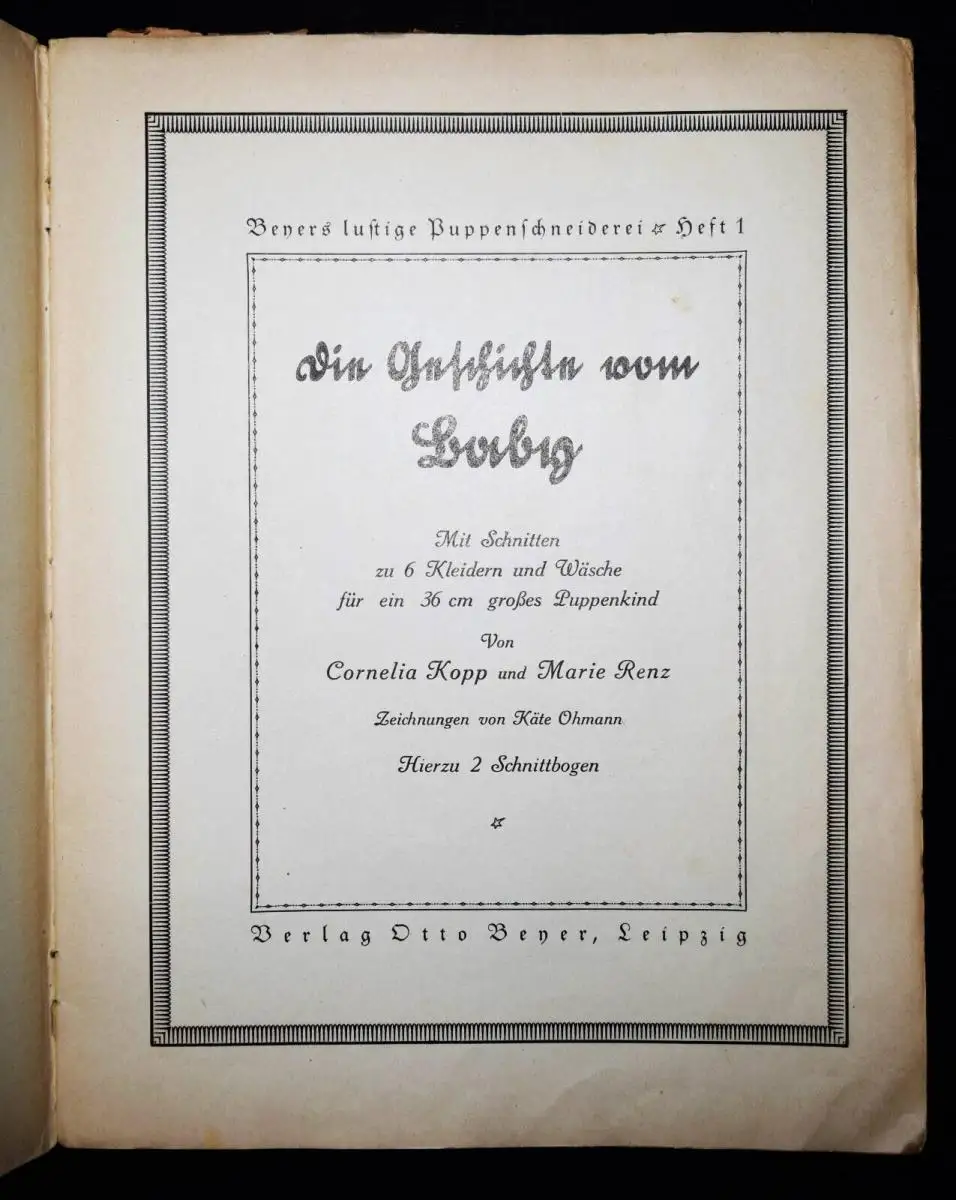 Beyers lustige Puppenschneiderei ☆ Heft 1
Die Geschichte vom
Baby
Mit Schnitten
zu 6 Kleidern und Wäsche
für ein 36 cm großes Puppenkind
Von
Cornelia Kopp und Marie Renz
Zeichnungen von Käte Ohmann
Hierzu 2 Schnittbogen
☆
Verlag Otto Beyer, Leipzig